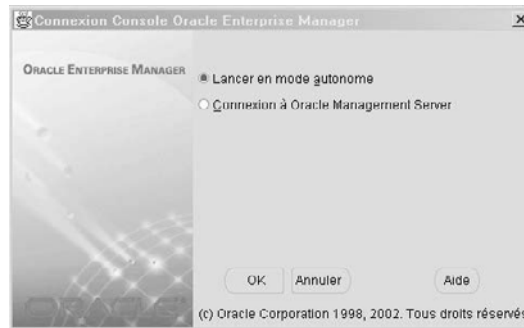 Connexion Console Oracle Enterprise Manager
ORACLE ENTERPRISE MANAGER
Lancer en mode autonome
Connexion à Oracle Management Server
OK Annuler Aide
ORACLE
(c) Oracle Corporation 1998, 2002. Tous droits réservés